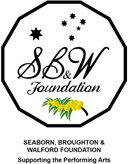 SB&W
Foundation
SEABORN, BROUGHTON &
WALFORD FOUNDATION
Supporting the Performing Arts